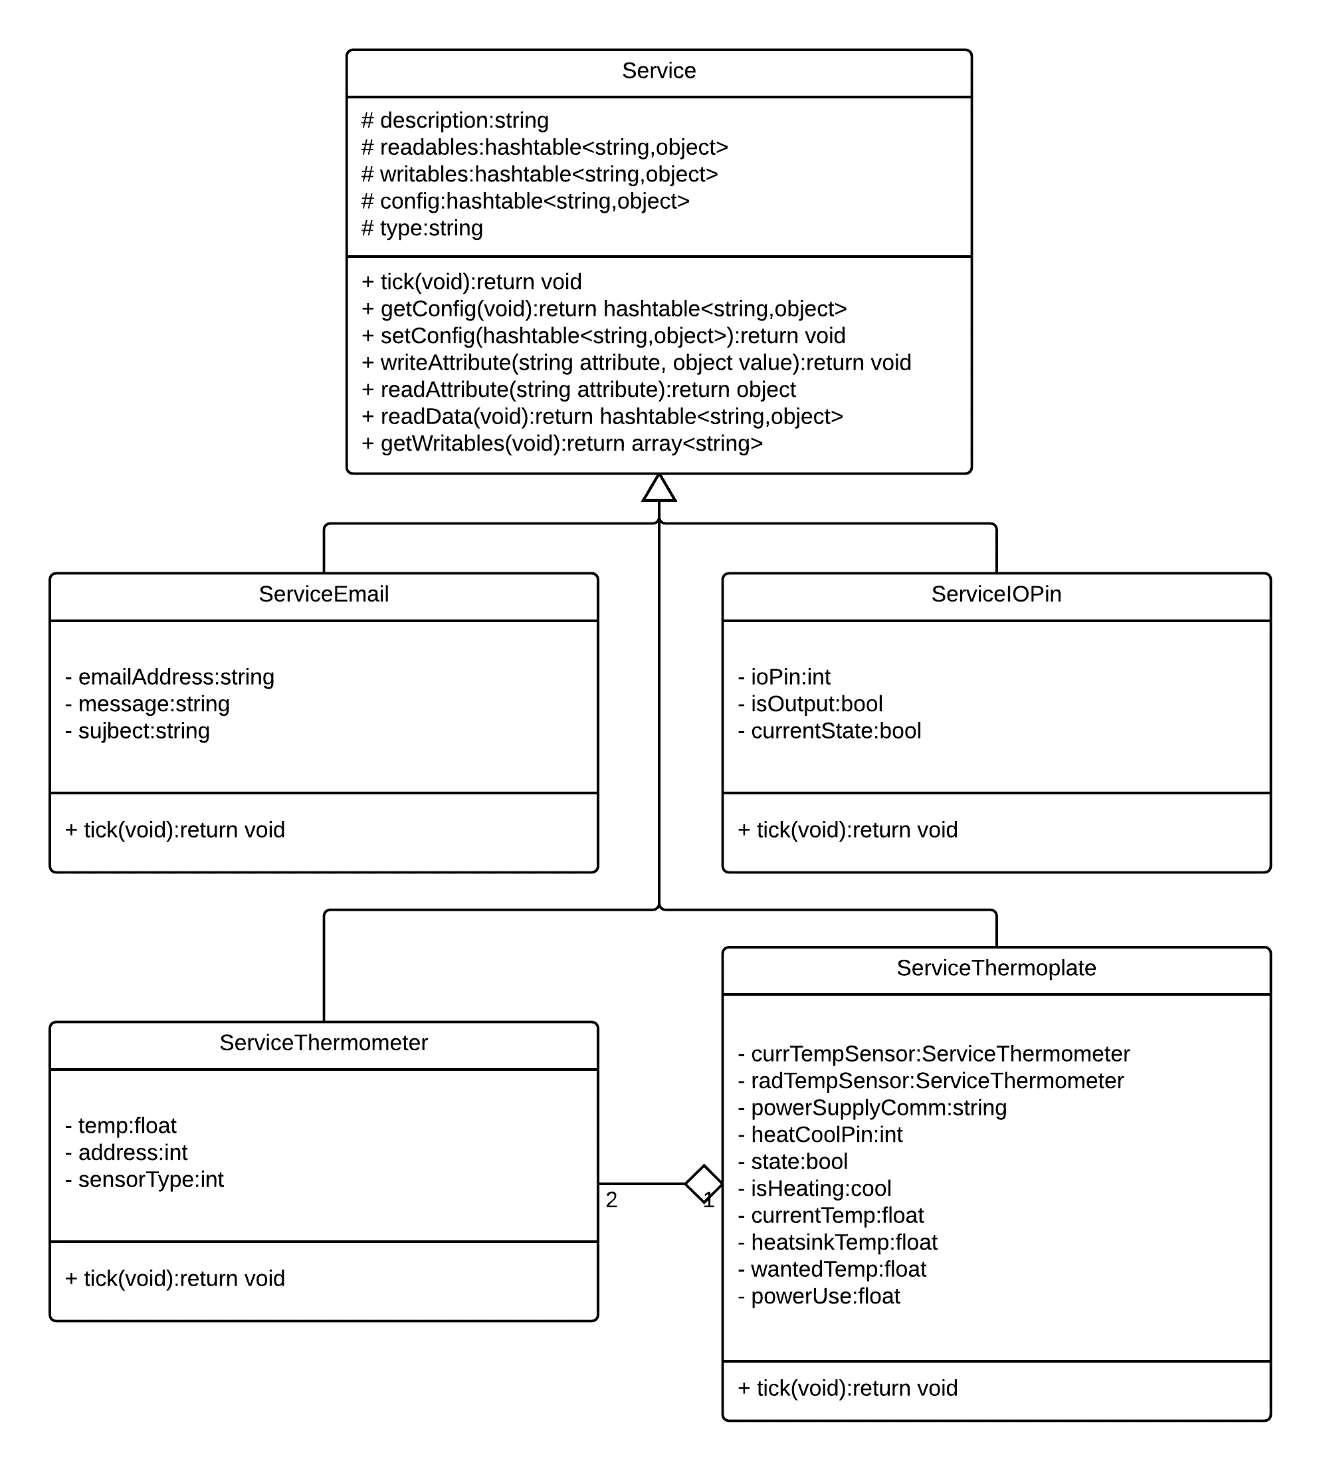 Service
# description:string
# readables:hashtable<string,object>
# writables:hashtable<string,object>
# config:hashtable<string,object>
# type:string
+ tick(void):return void
+ getConfig(void):return hashtable<string,object>
+ setConfig(hashtable<string,object>):return void
+ writeAttribute(string attribute, object value):return void
+ readAttribute(string attribute):return object
+ readData(void):return hashtable<string,object>
+ getWritables(void):return array<string>
ServiceEmail
- emailAddress:string
- message:string
- sujbect:string
+ tick(void):return void
ServiceIOPin
- ioPin:int
- isOutput:bool
- currentState:bool
+ tick(void):return void
ServiceThermometer
- temp:float
- address:int
- sensorType:int
+ tick(void):return void
2
1
ServiceThermoplate
- currTempSensor:ServiceThermometer
- radTempSensor:ServiceThermometer
- powerSupplyComm:string
- heatCoolPin:int
- state:bool
- isHeating:cool
- currentTemp:float
- heatsinkTemp:float
- wantedTemp:float
- powerUse:float
+ tick(void):return void